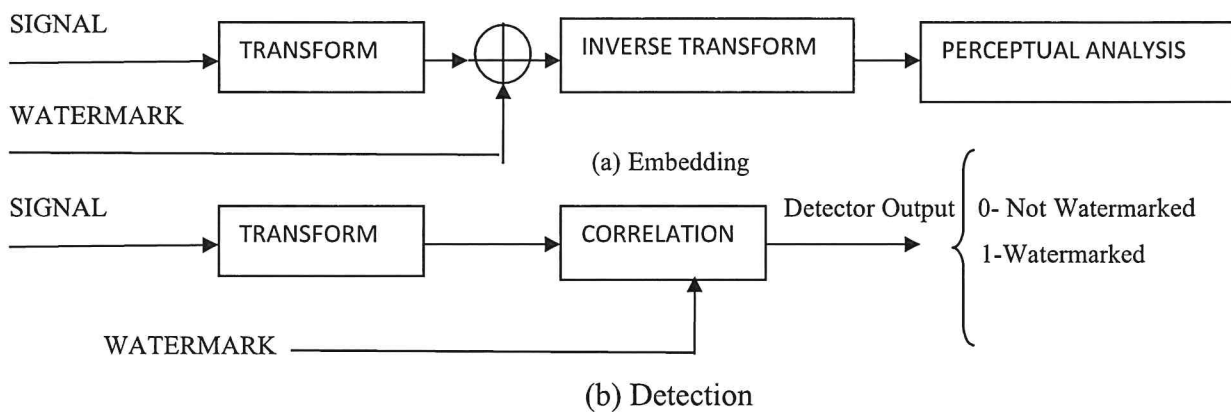 SIGNAL
TRANSFORM
INVERSE TRANSFORM
PERCEPTUAL ANALYSIS
WATERMARK
(a) Embedding
SIGNAL
TRANSFORM
CORRELATION
Detector Output
0- Not Watermarked
1-Watermarked
WATERMARK
(b) Detection